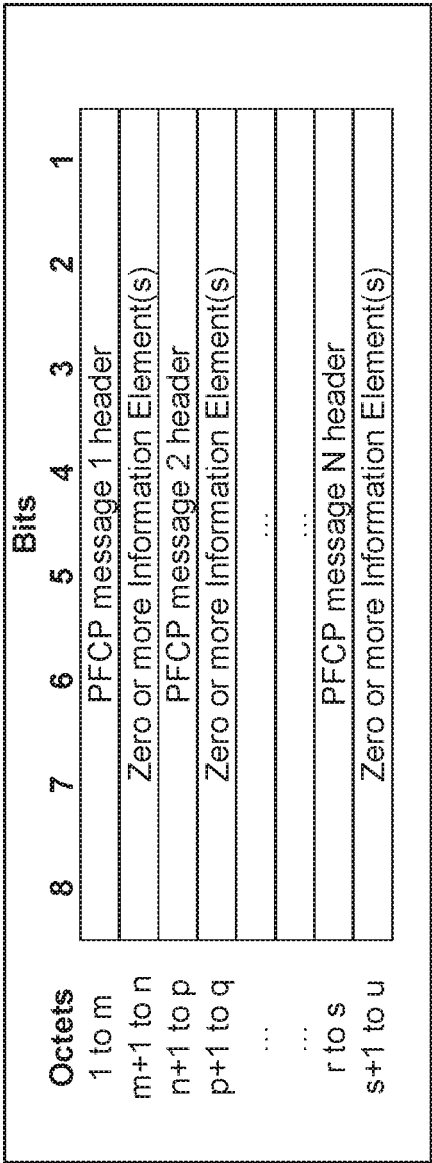 Bits
Octets 8 7 6 5 4 3 2 1
1 to m PFCP message 1 header
m+1 to n Zero or more Information Element(s)
n+1 to p PFCP message 2 header
p+1 to q Zero or more Information Element(s)
... ...
... ...
r to s PFCP message N header
s+1 to u Zero or more Information Element(s)